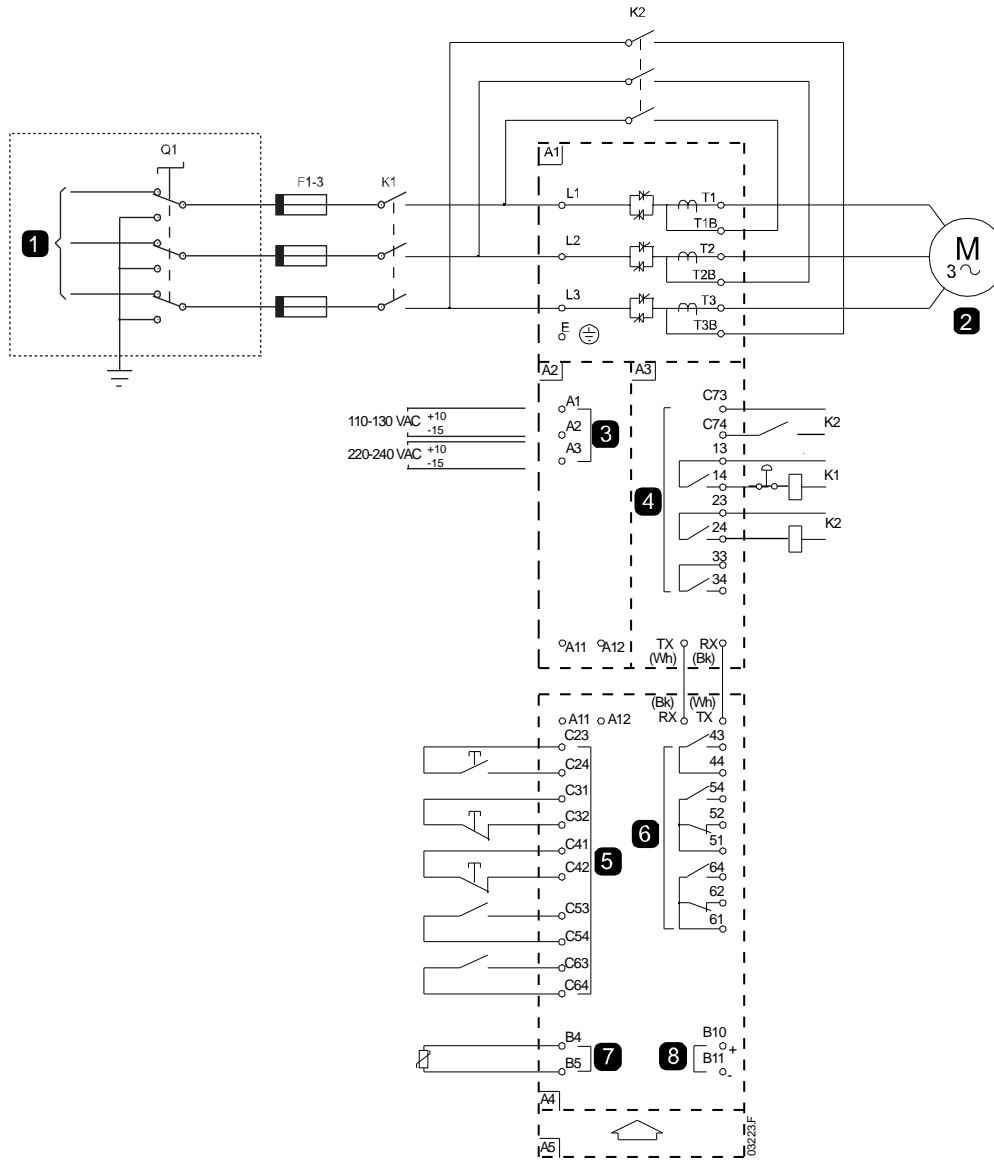 K2
A1
Q1
F1-3
K1
L1
T1
T1B
1
L2
T2
T2B
M
3
L3
T3
T3B
2
E
A2
A3
A1
C73
110-130 VAC +10
-15
A2
3
C74
K2
220-240 VAC +10
-15
A3
13
4
14
K1
23
24
K2
33
34
A11
A12
TX
(Wh)
RX
(Bk)
(Bk)
RX
(Wh)
TX
A11
A12
C23
43
C24
44
C31
54
C32
52
6
C41
51
5
C42
64
C53
62
C54
61
C63
C64
B4
7
8
B10
+
B5
B11
-
A4
A5
03223.F